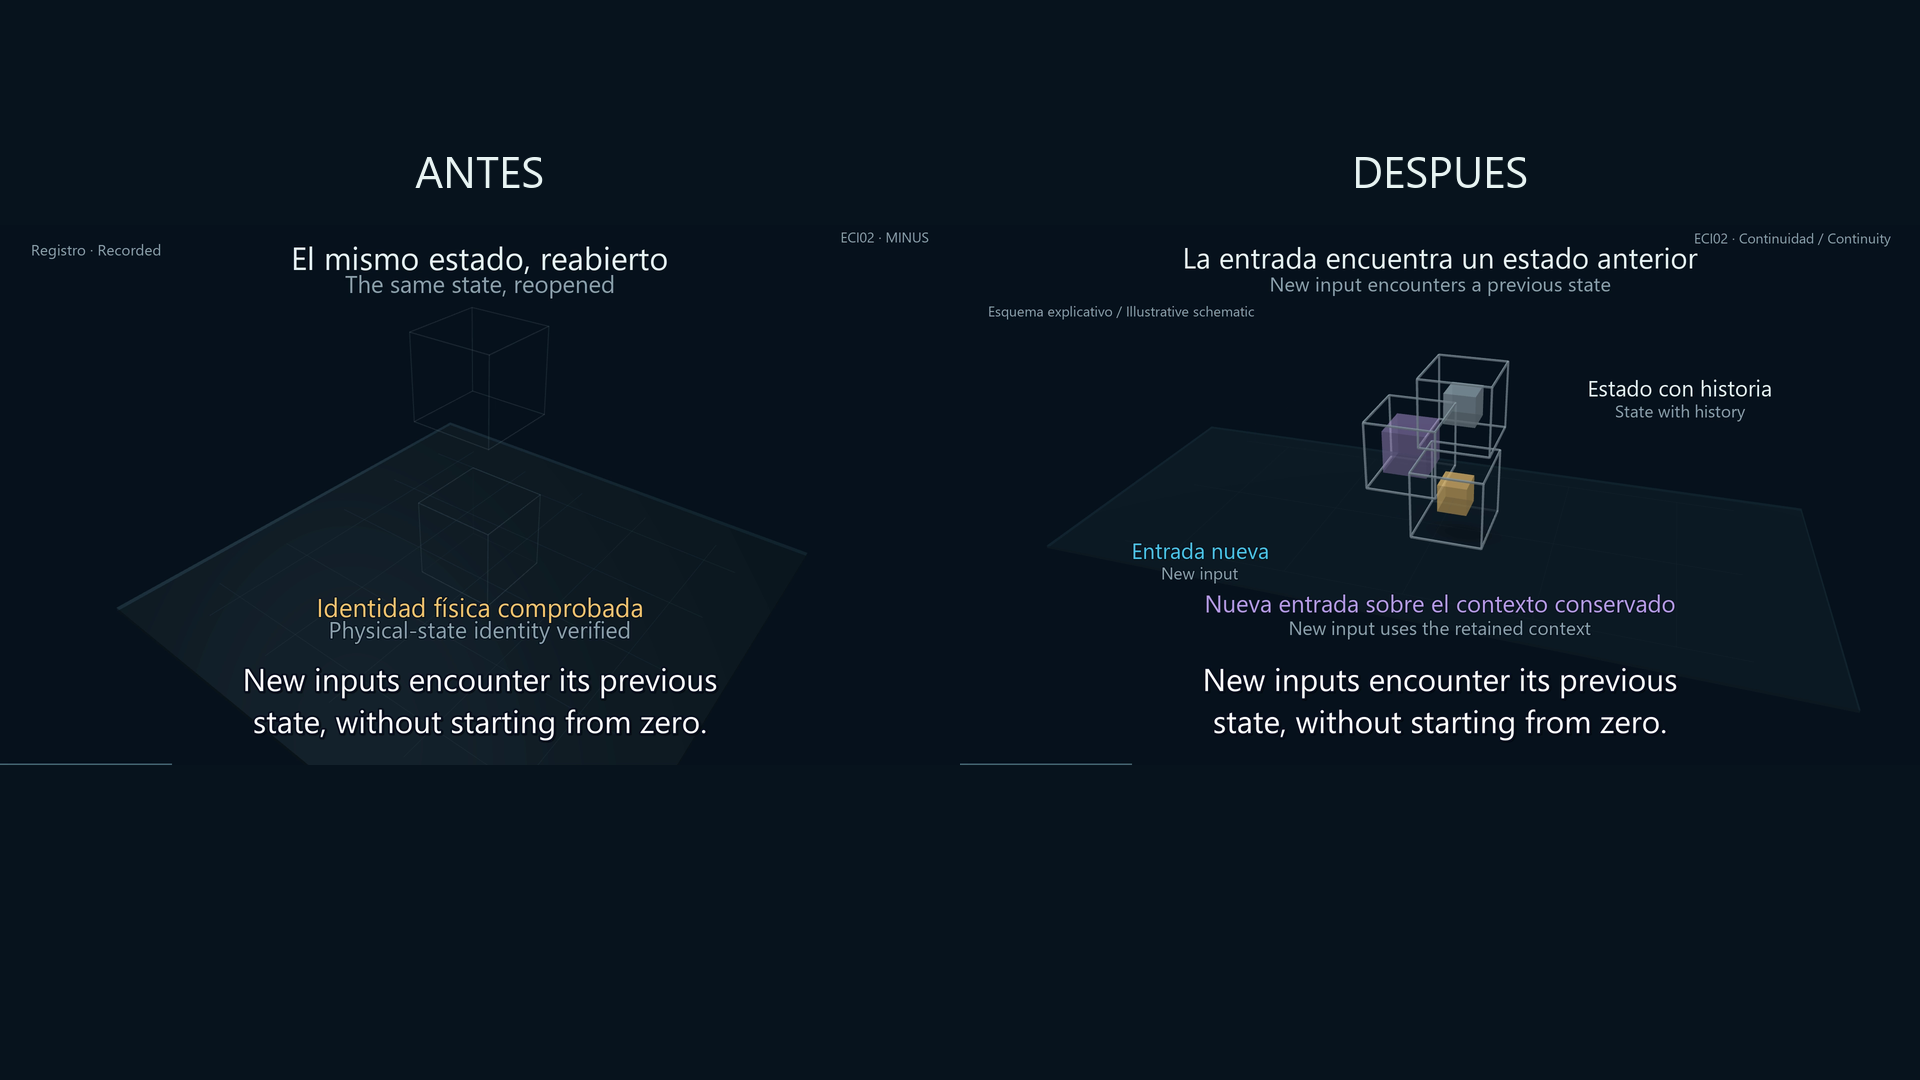 ANTES
Registro · Recorded
ECI02 · MINUS
El mismo estado, reabierto
The same state, reopened
Identidad física comprobada
Physical-state identity verified
New inputs encounter its previous
state, without starting from zero.
DESPUES
ECI02 · Continuidad / Continuity
La entrada encuentra un estado anterior
New input encounters a previous state
Esquema explicativo / Illustrative schematic
Estado con historia
State with history
Entrada nueva
New input
Nueva entrada sobre el contexto conservado
New input uses the retained context
New inputs encounter its previous
state, without starting from zero.